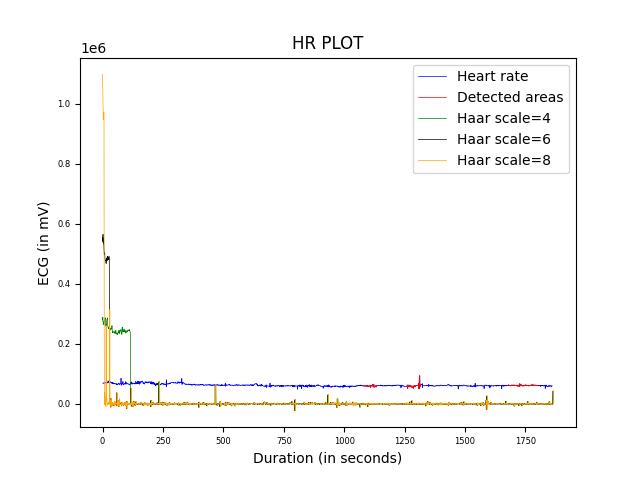 HR PLOT
1e6
Heart rate
Detected areas
Haar scale=4
Haar scale=6
Haar scale=8
1.0
0.8
0.6
0.4
0.2
0.0
ECG (in mV)
0 250 500 750 1000 1250 1500 1750
Duration (in seconds)